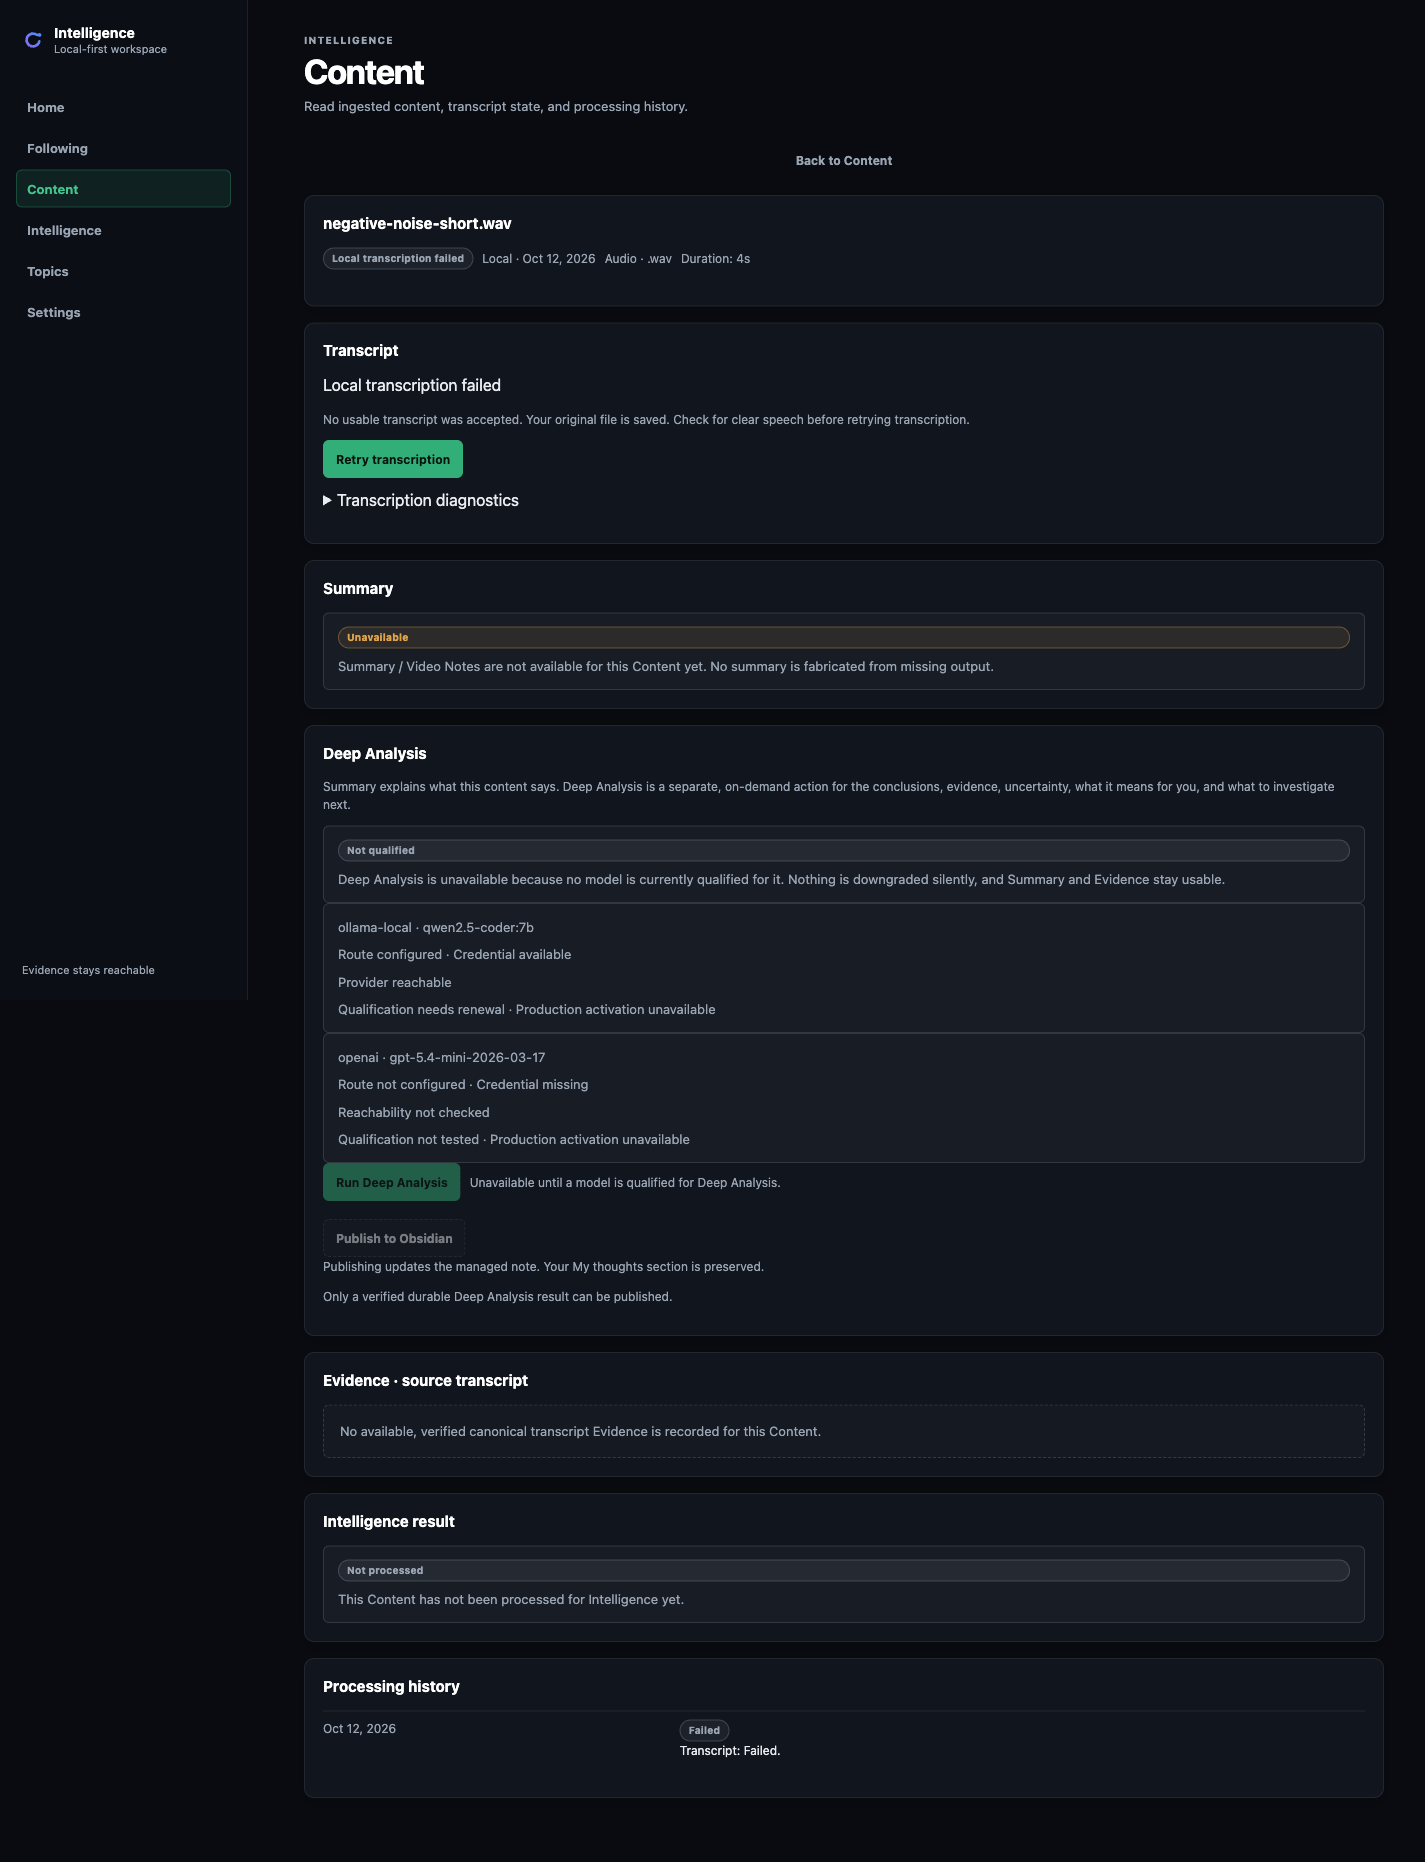 Intelligence
Local-first workspace
Home
Following
Content
Intelligence
Topics
Settings
Evidence stays reachable
INTELLIGENCE
Content
Read ingested content, transcript state, and processing history.
Back to Content
negative-noise-short.wav
Local transcription failed Local · Oct 12, 2026 Audio · .wav Duration: 4s
Transcript
Local transcription failed
No usable transcript was accepted. Your original file is saved. Check for clear speech before retrying transcription.
Retry transcription
Transcription diagnostics
Summary
Unavailable
Summary / Video Notes are not available for this Content yet. No summary is fabricated from missing output.
Deep Analysis
Summary explains what this content says. Deep Analysis is a separate, on-demand action for the conclusions, evidence, uncertainty, what it means for you, and what to investigate
next.
Not qualified
Deep Analysis is unavailable because no model is currently qualified for it. Nothing is downgraded silently, and Summary and Evidence stay usable.
ollama-local · qwen2.5-coder:7b
Route configured · Credential available
Provider reachable
Qualification needs renewal · Production activation unavailable
openai · gpt-5.4-mini-2026-03-17
Route not configured · Credential missing
Reachability not checked
Qualification not tested · Production activation unavailable
Run Deep Analysis Unavailable until a model is qualified for Deep Analysis.
Publish to Obsidian
Publishing updates the managed note. Your My thoughts section is preserved.
Only a verified durable Deep Analysis result can be published.
Evidence · source transcript
No available, verified canonical transcript Evidence is recorded for this Content.
Intelligence result
Not processed
This Content has not been processed for Intelligence yet.
Processing history
Oct 12, 2026 Failed
Transcript: Failed.